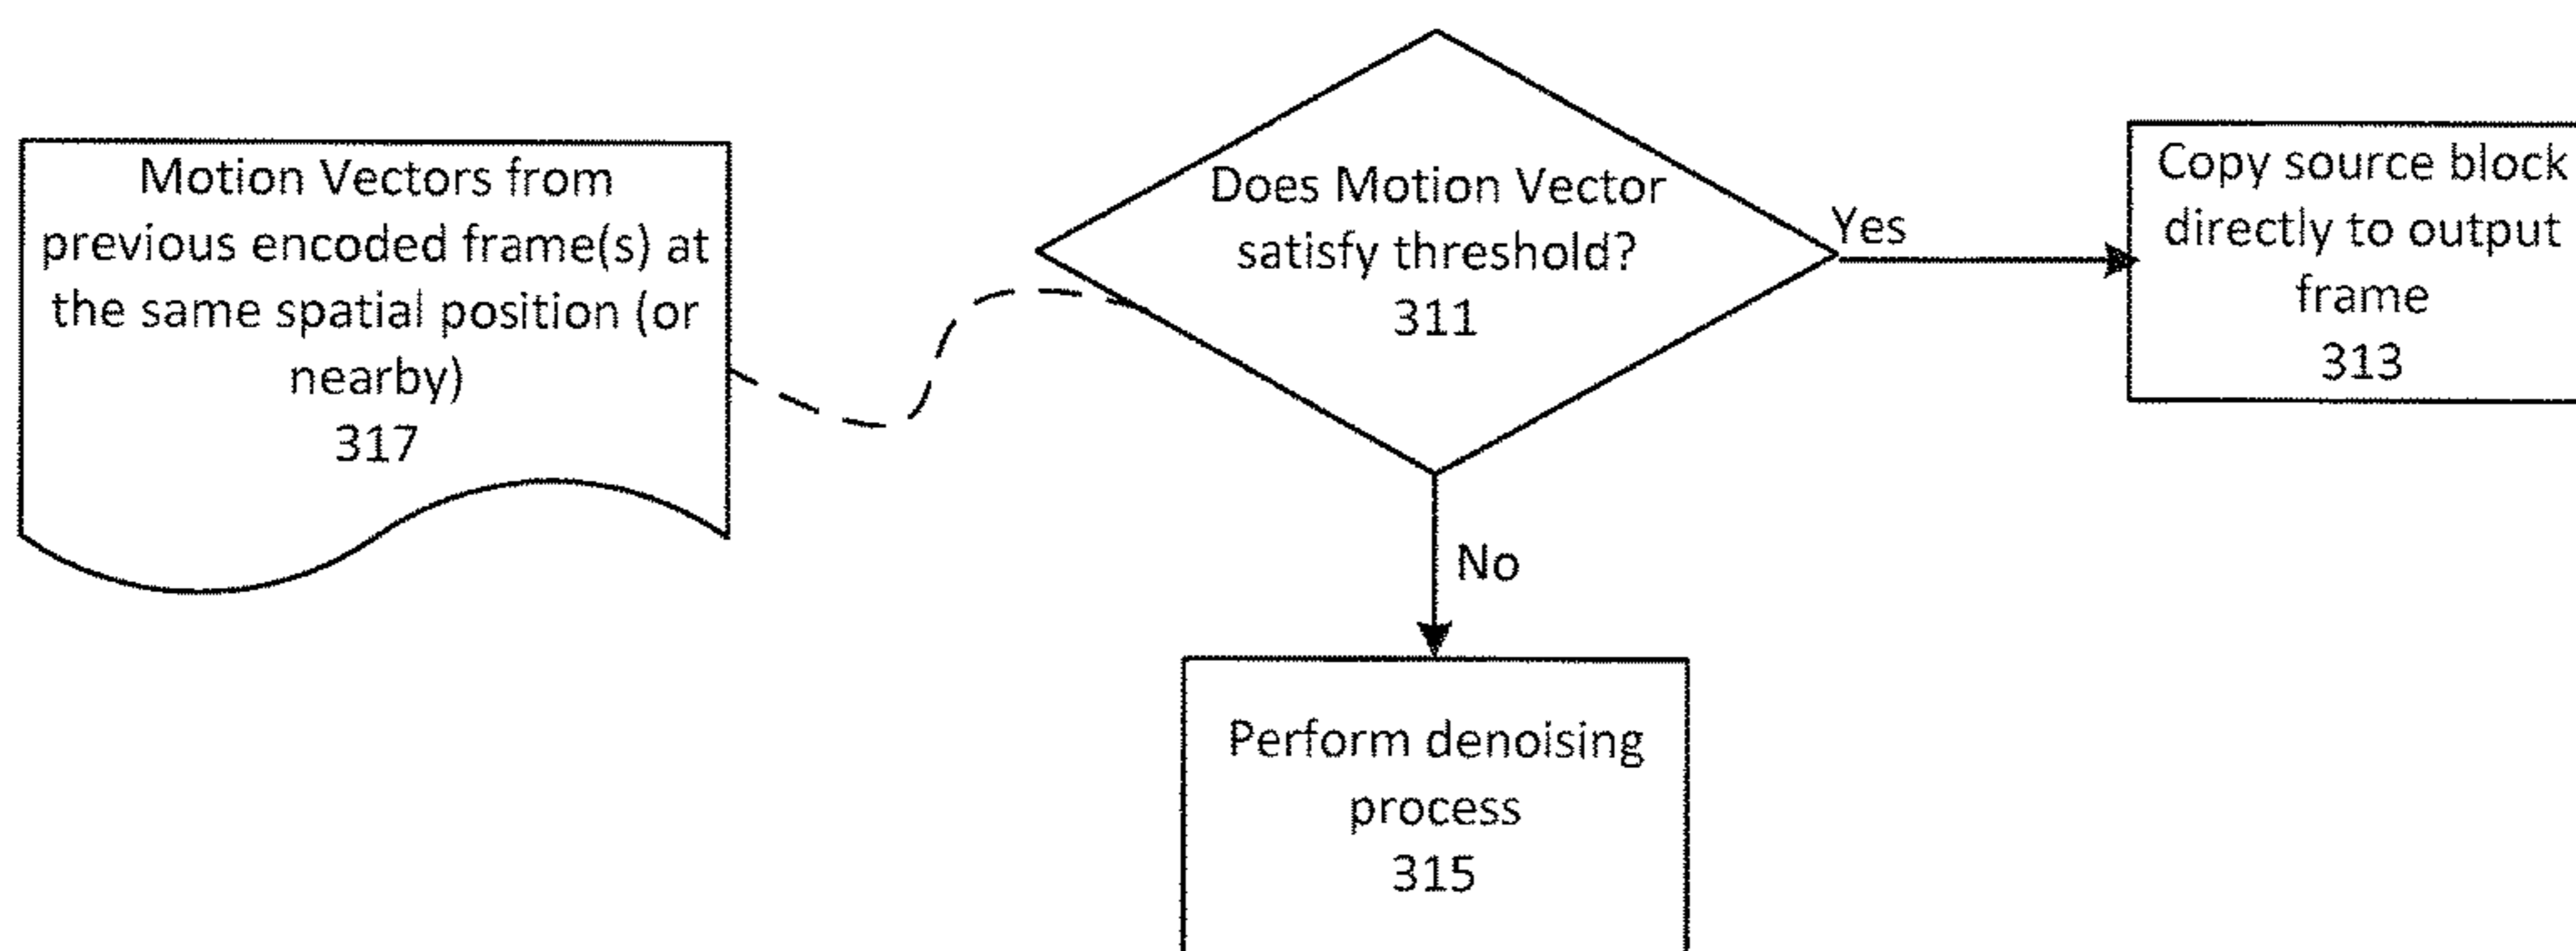 Motion Vectors from
previous encoded frame(s) at
the same spatial position (or
nearby)
317
Does Motion Vector
satisfy threshold?
311
Yes
Copy source block
directly to output
frame
313
No
Perform denoising
process
315